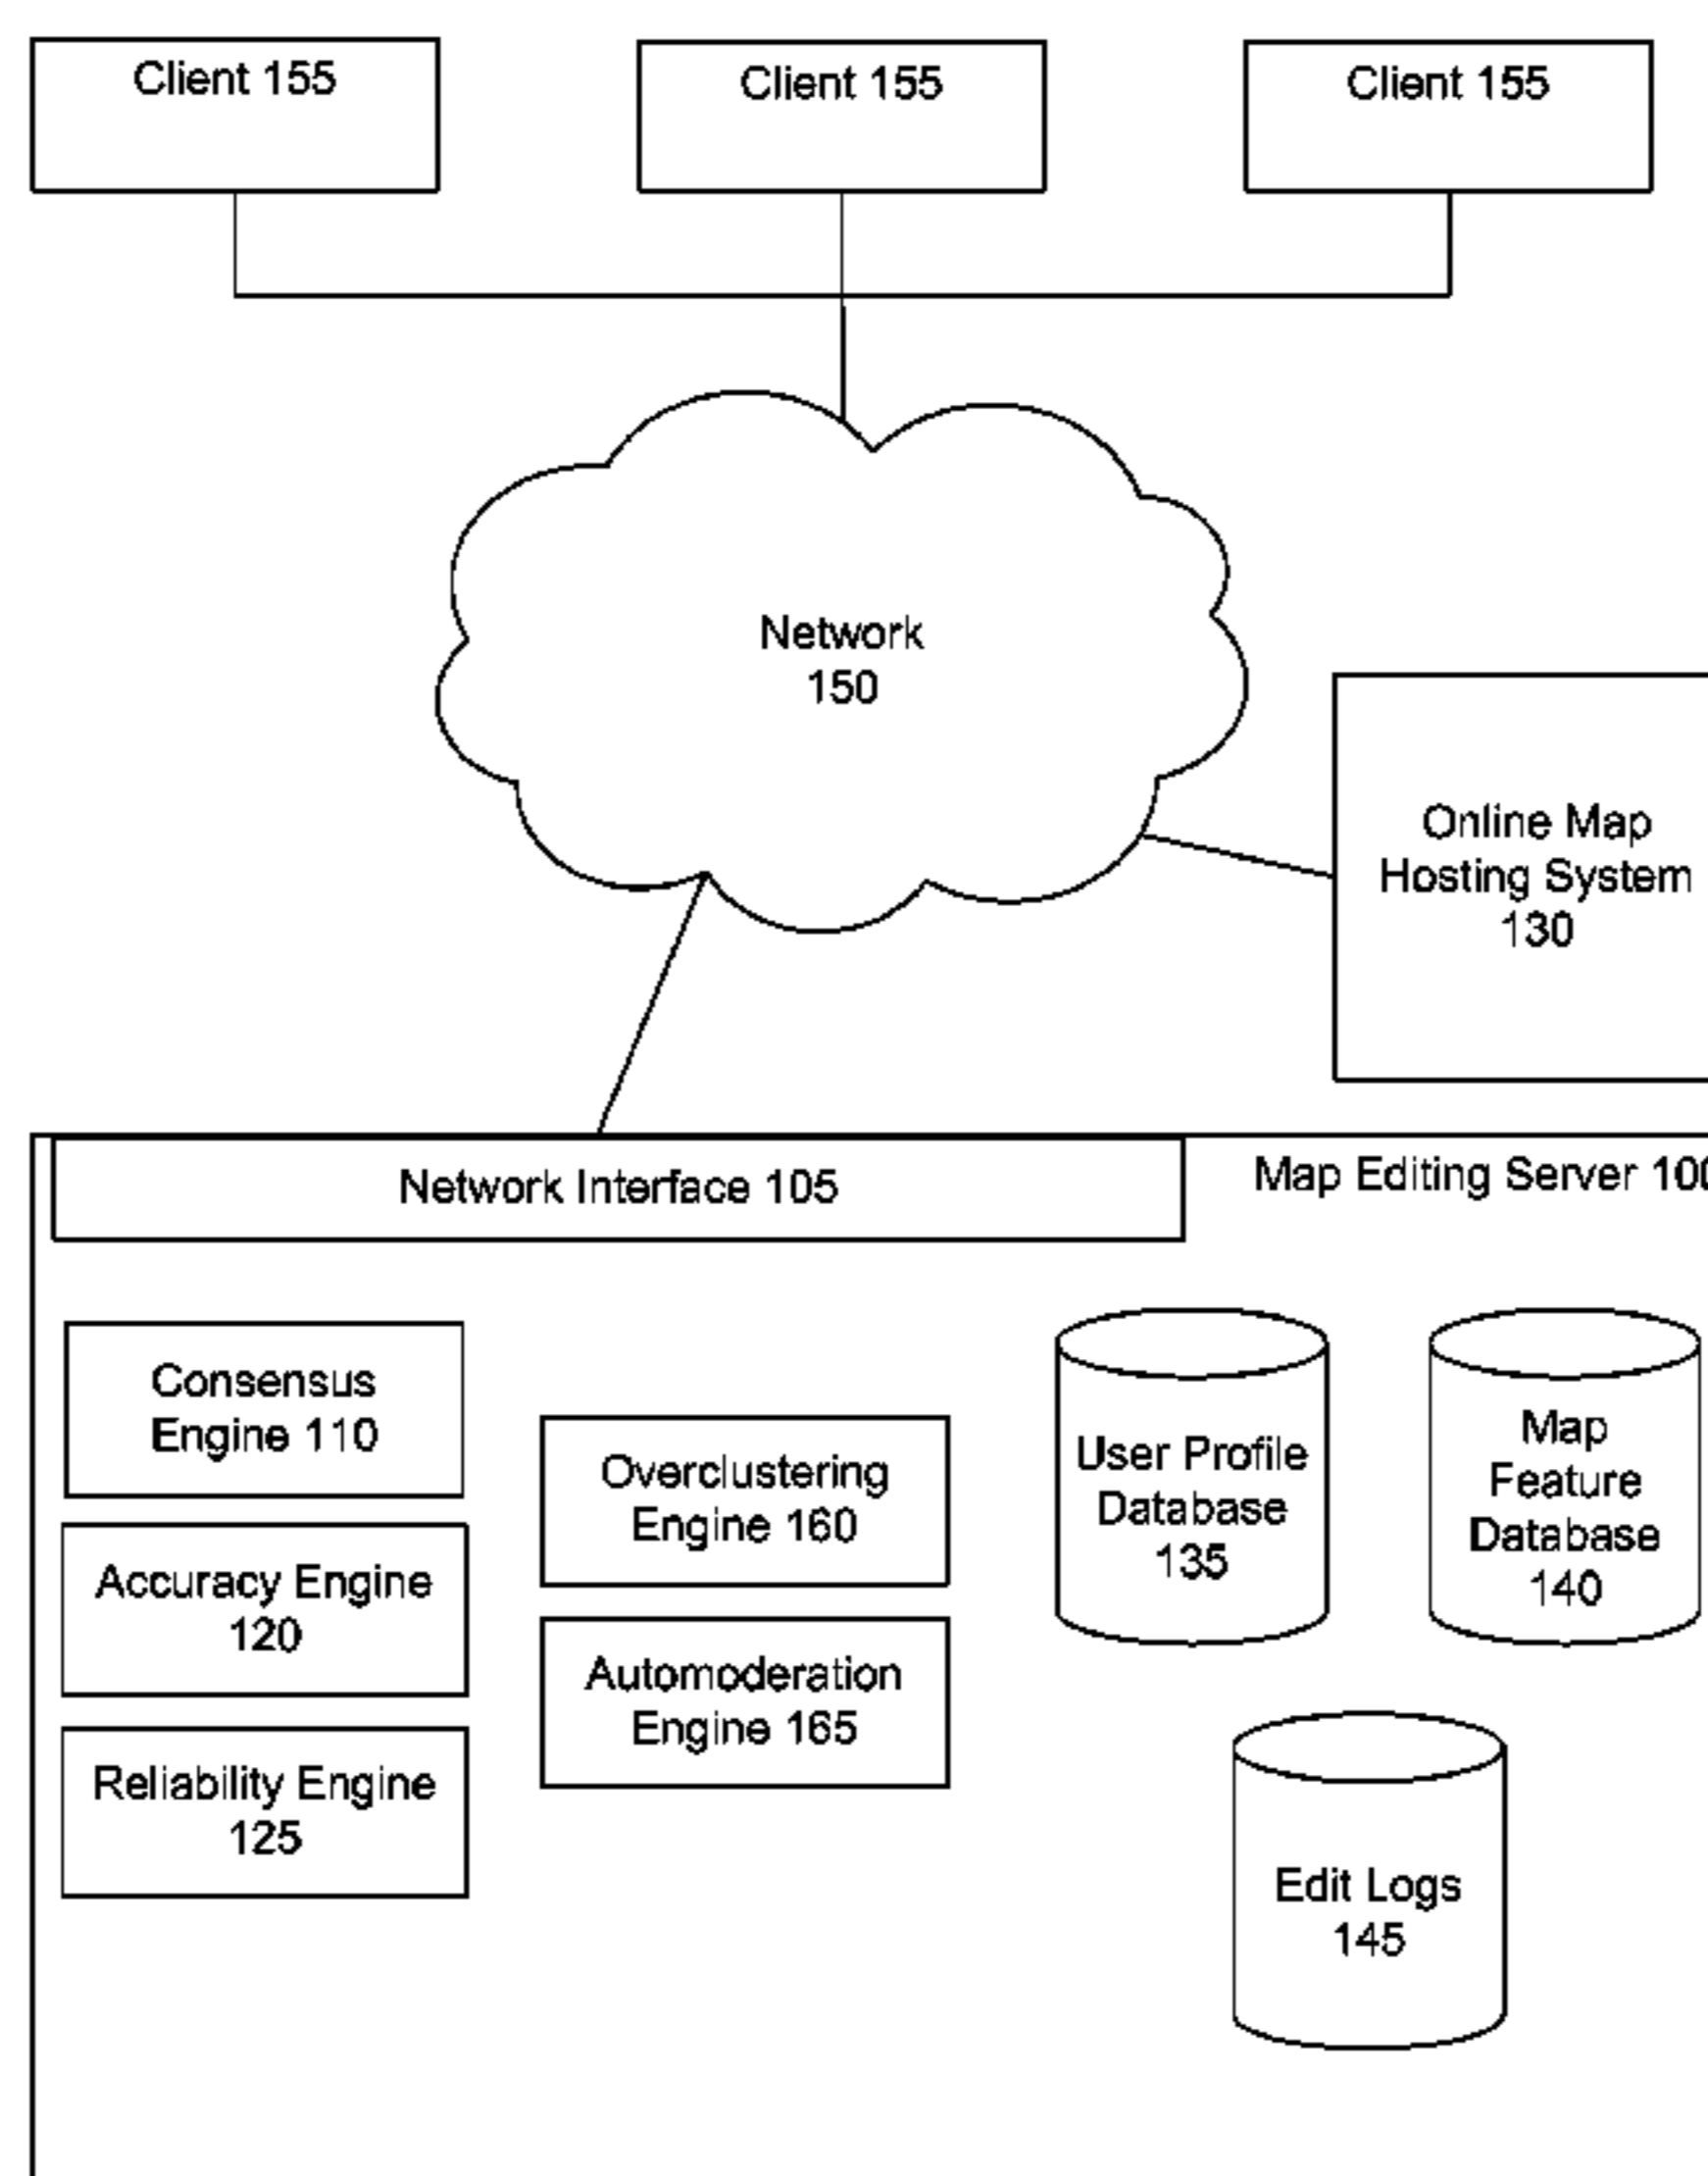 Client 155
Client 155
Client 155
Network
150
Online Map
Hosting System
130
Network Interface 105
Map Editing Server 100
Consensus
Engine 110
Accuracy Engine
120
Reliability Engine
125
Overclustering
Engine 160
Automoderation
Engine 165
User Profile
Database
135
Map
Feature
Database
140
Edit Logs
145